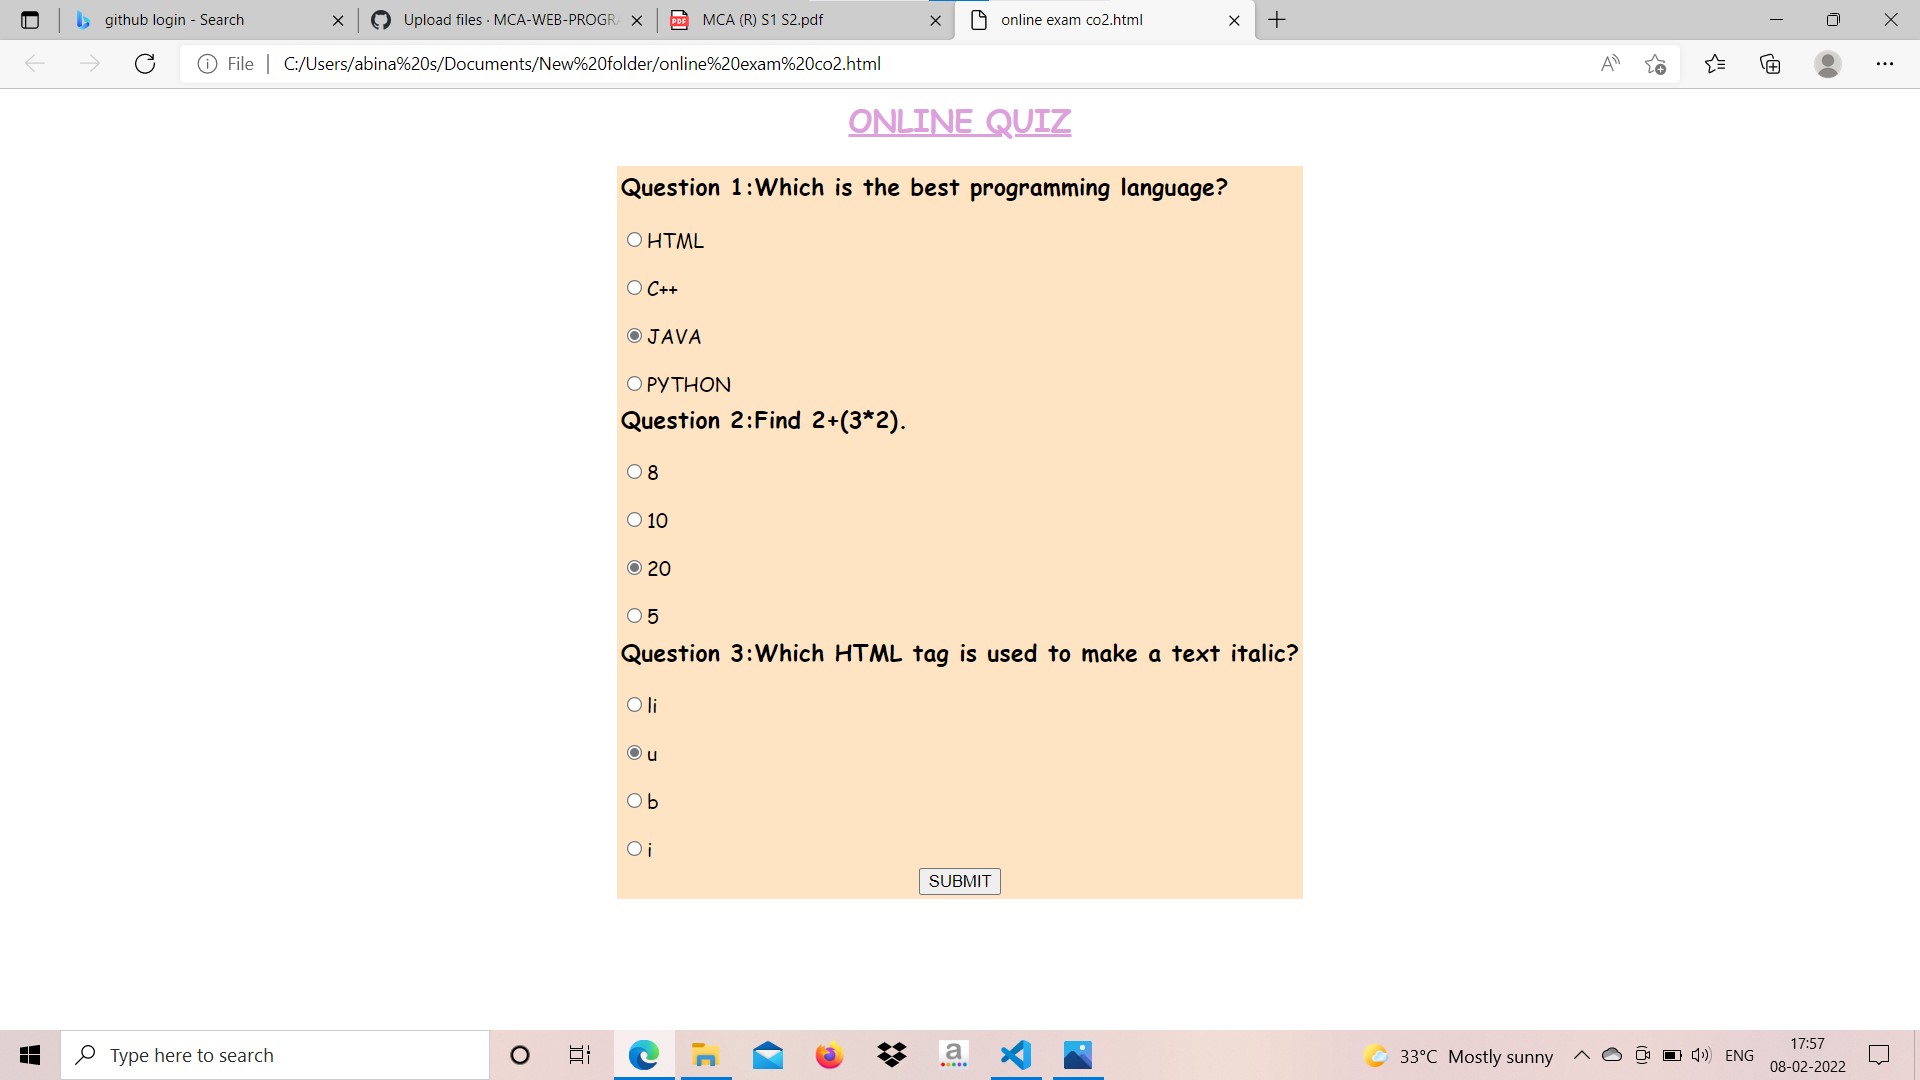 github login - Search
Upload files · MCA-WEB-PROGR
MCA (R) S1 S2.pdf
online exam co2.html
File
C:/Users/abina%20s/Documents/New%20folder/online%20exam%20co2.html
ONLINE QUIZ
Question 1:Which is the best programming language?
HTML
C++
JAVA
PYTHON
Question 2:Find 2+(3*2).
8
10
20
5
Question 3:Which HTML tag is used to make a text italic?
li
u
b
i
SUBMIT
Type here to search
33°C Mostly sunny
ENG
17:57
08-02-2022